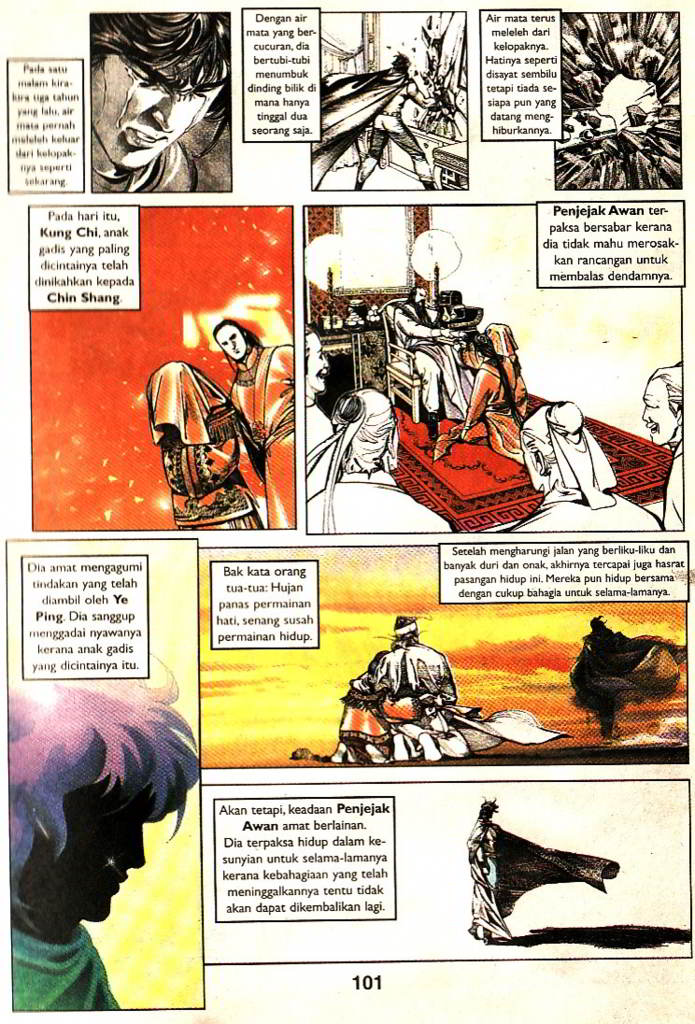 Pada satu
malam kira-
kira tiga tahun
yang lalu, air
mata pernah
meleleh keluar
dari kelopak-
nya seperti
sekarang.
Dengan air
mata yang ber-
cucuran, dia
bertubi-tubi
menumbuk
dinding bilik di
mana hanya
tinggal dua
seorang saja.
Air mata terus
meleleh dari
kelopaknya.
Hatinya seperti
disayat sembilu
tetapi tiada se-
siapa pun yang
datang meng-
hiburkannya.
Pada hari itu,
Kung Chi, anak
gadis yang paling
dicintainya telah
dinikahkan kepada
Chin Shang.
Penjejak Awan ter-
paksa bersabar kerana
dia tidak mahu merosak-
kan rancangan untuk
membalas dendamnya.
Dia amat mengagumi
tindakan yang telah
diambil oleh Ye
Ping. Dia sanggup
menggadai nyawanya
kerana anak gadis
yang dicintainya itu.
Bak kata orang
tua-tua: Hujan
panas permainan
hati, senang susah
permainan hidup.
Setelah mengharungi jalan yang berliku-liku dan
banyak duri dan onak, akhirnya tercapai juga hasrat
pasangan hidup ini. Mereka pun hidup bersama
dengan cukup bahagia untuk selama-lamanya.
Akan tetapi, keadaan Penjejak
Awan amat berlainan.
Dia terpaksa hidup dalam ke-
sunyian untuk selama-lamanya
kerana kebahagiaan yang telah
meninggalkannya tentu tidak
akan dapat dikembalikan lagi.
101